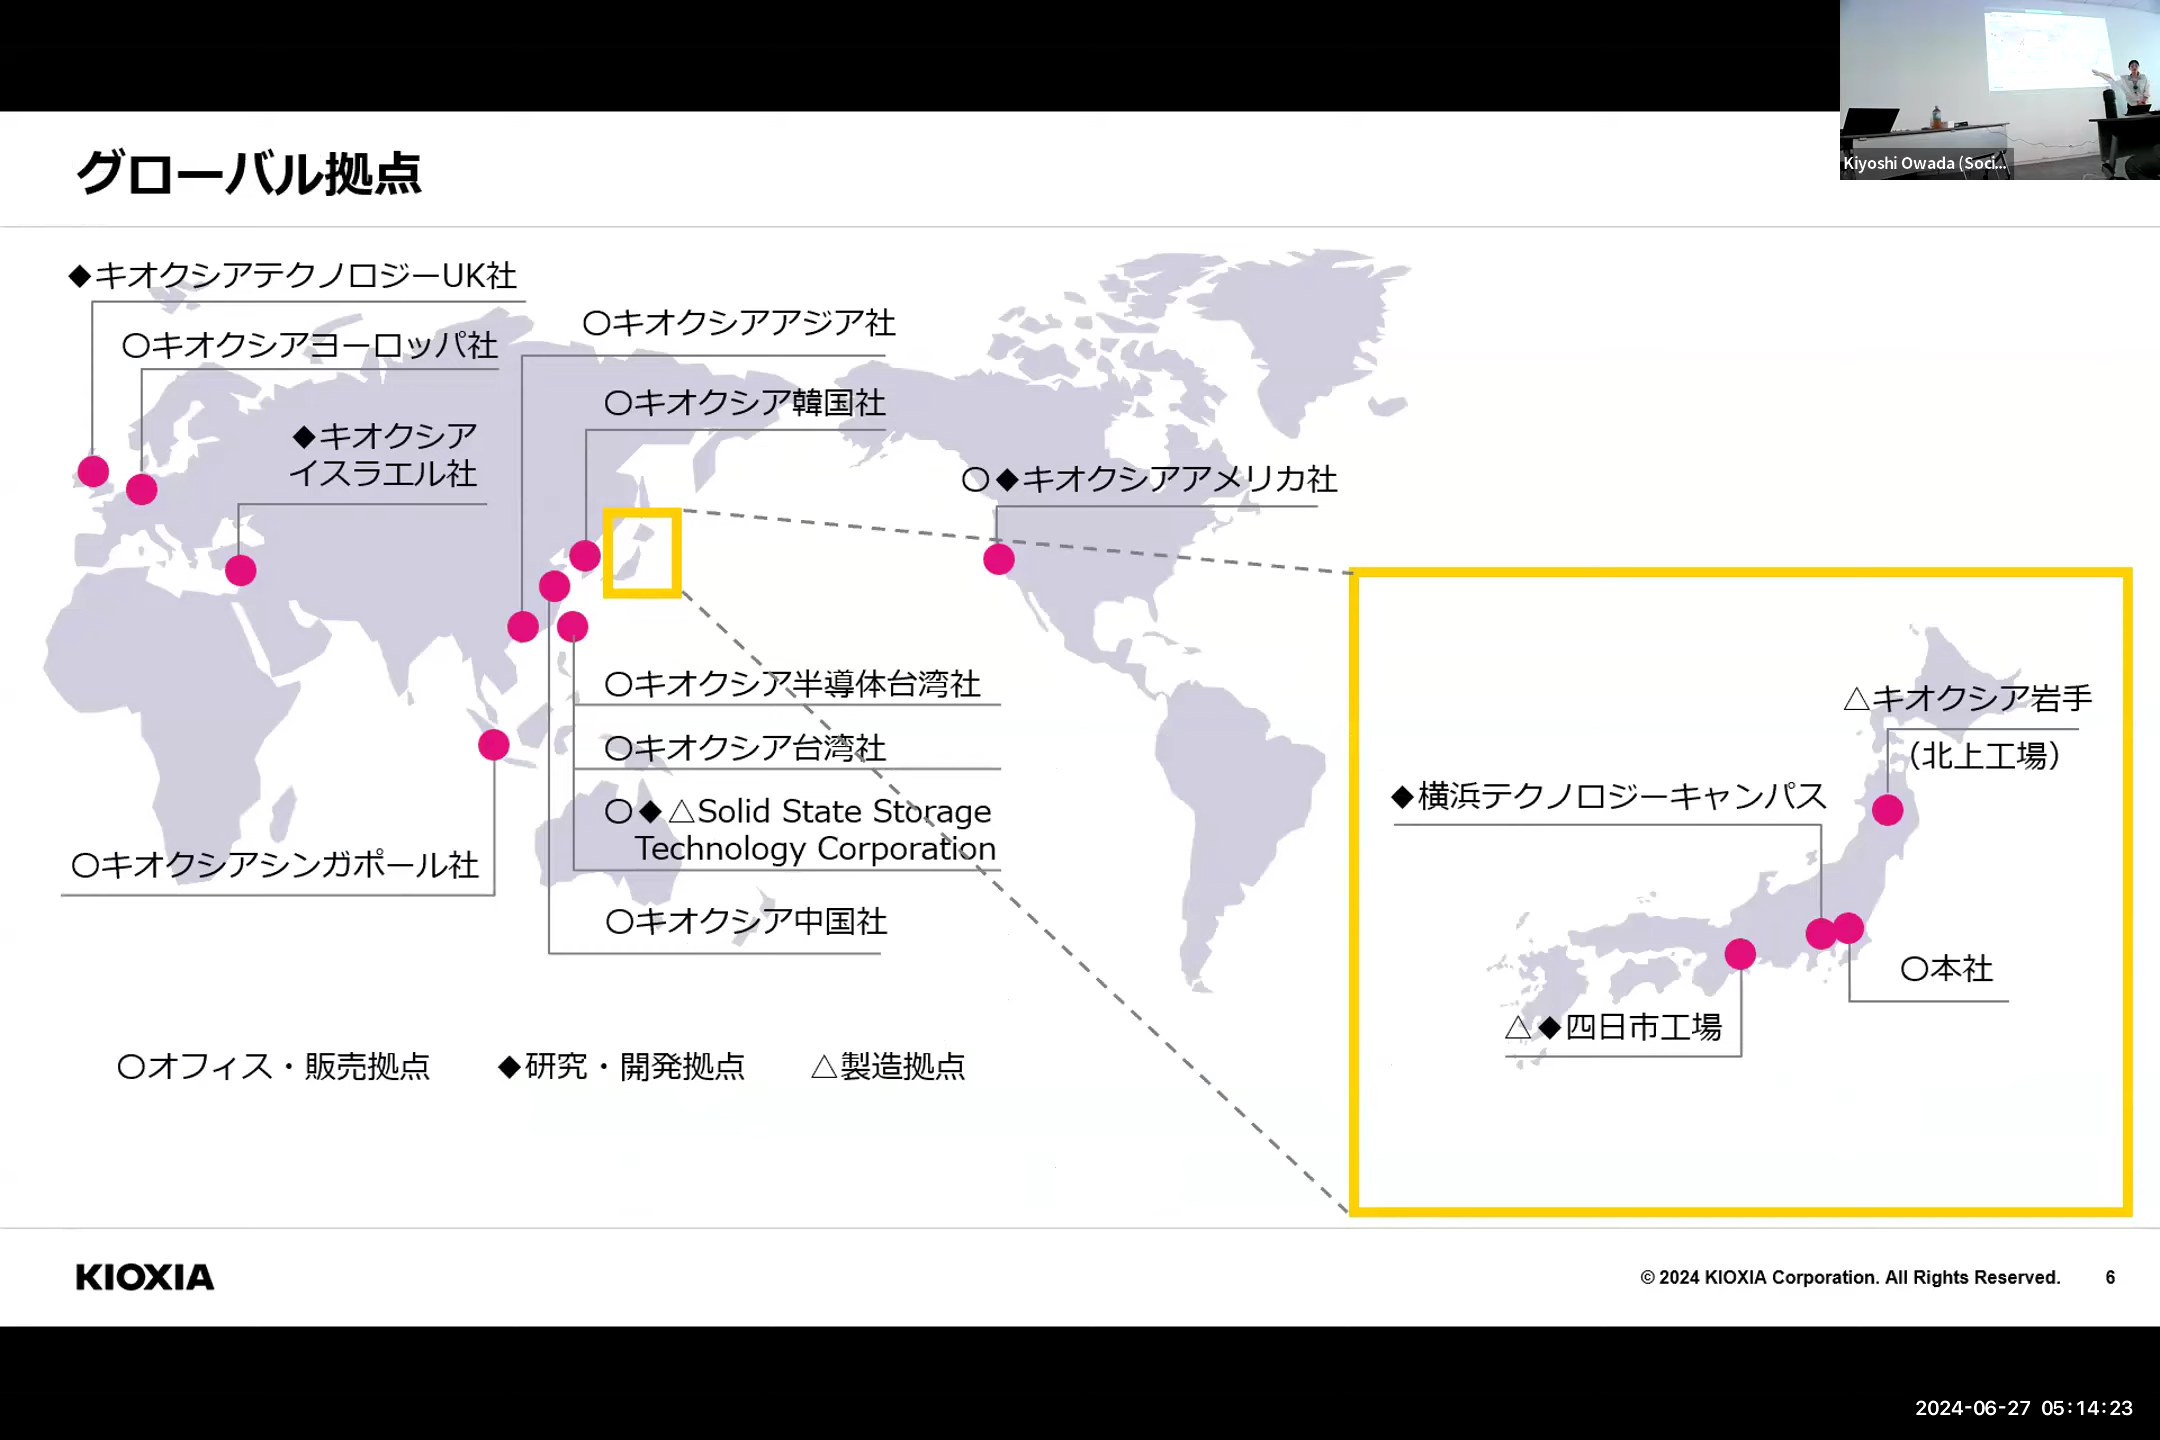 Kiyoshi Owada (Soci...
グローバル拠点
◆キオクシアテクノロジーUK社
〇キオクシアヨーロッパ社
〇キオクシアアジア社
〇キオクシア韓国社
◆キオクシア
イスラエル社
〇◆キオクシアアメリカ社
〇キオクシア半導体台湾社
〇キオクシア台湾社
〇◆△Solid State Storage
Technology Corporation
〇キオクシアシンガポール社
〇キオクシア中国社
△キオクシア岩手
（北上工場）
◆横浜テクノロジーキャンパス
〇本社
△◆四日市工場
〇オフィス・販売拠点 ◆研究・開発拠点 △製造拠点
KIOXIA
© 2024 KIOXIA Corporation. All Rights Reserved. 6
2024-06-27 05:14:23